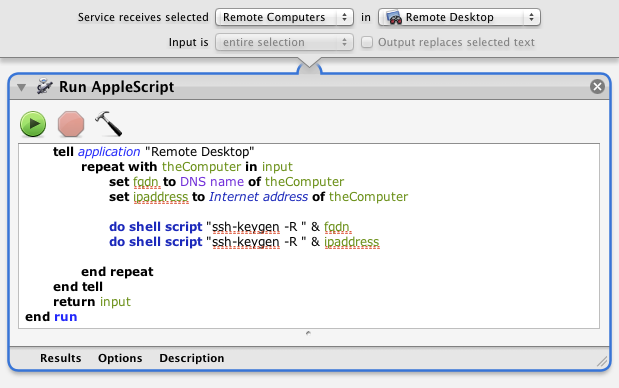 Service receives selected Remote Computers in Remote Desktop
Input is entire selection Output replaces selected text
Run AppleScript
tell application "Remote Desktop"
repeat with theComputer in input
set fqdn to DNS name of theComputer
set ipaddress to Internet address of theComputer
do shell script "ssh-keygen -R " & fqdn
do shell script "ssh-keygen -R " & ipaddress
end repeat
end tell
return input
end run
Results Options Description